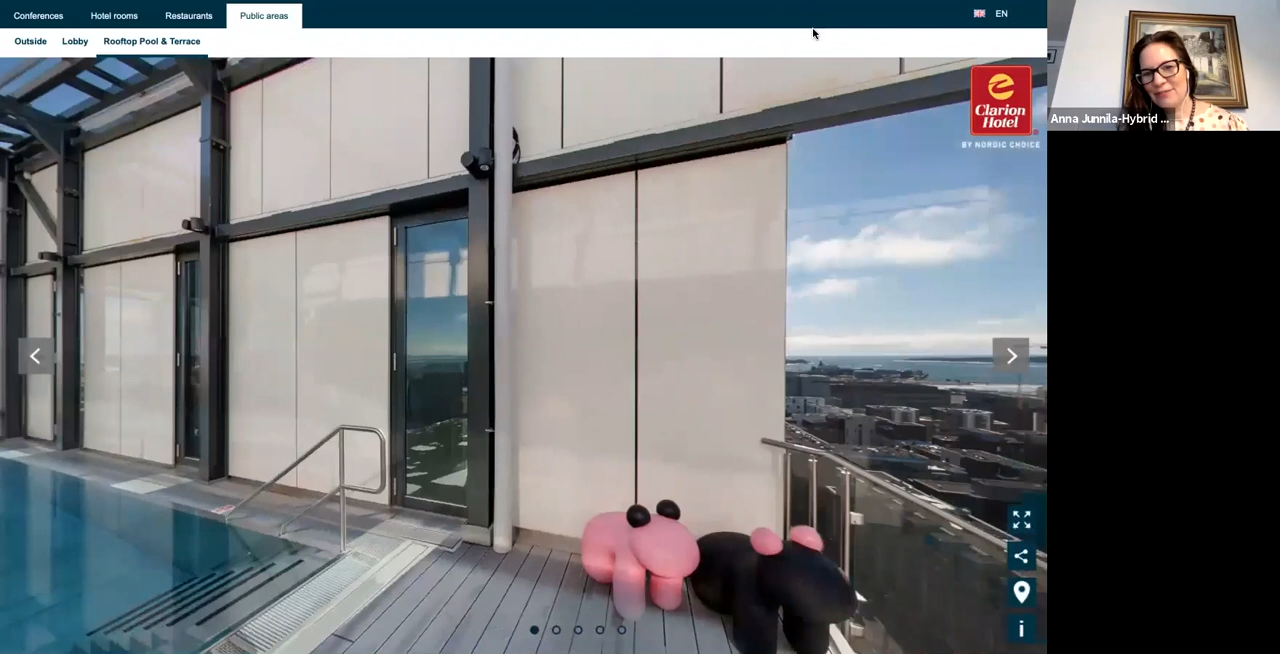 Conferences Hotel rooms Restaurants Public areas EN
Outside Lobby Rooftop Pool & Terrace
Clarion
Hotel
BY NORDIC CHOICE
Anna Junnila-Hybrid ...